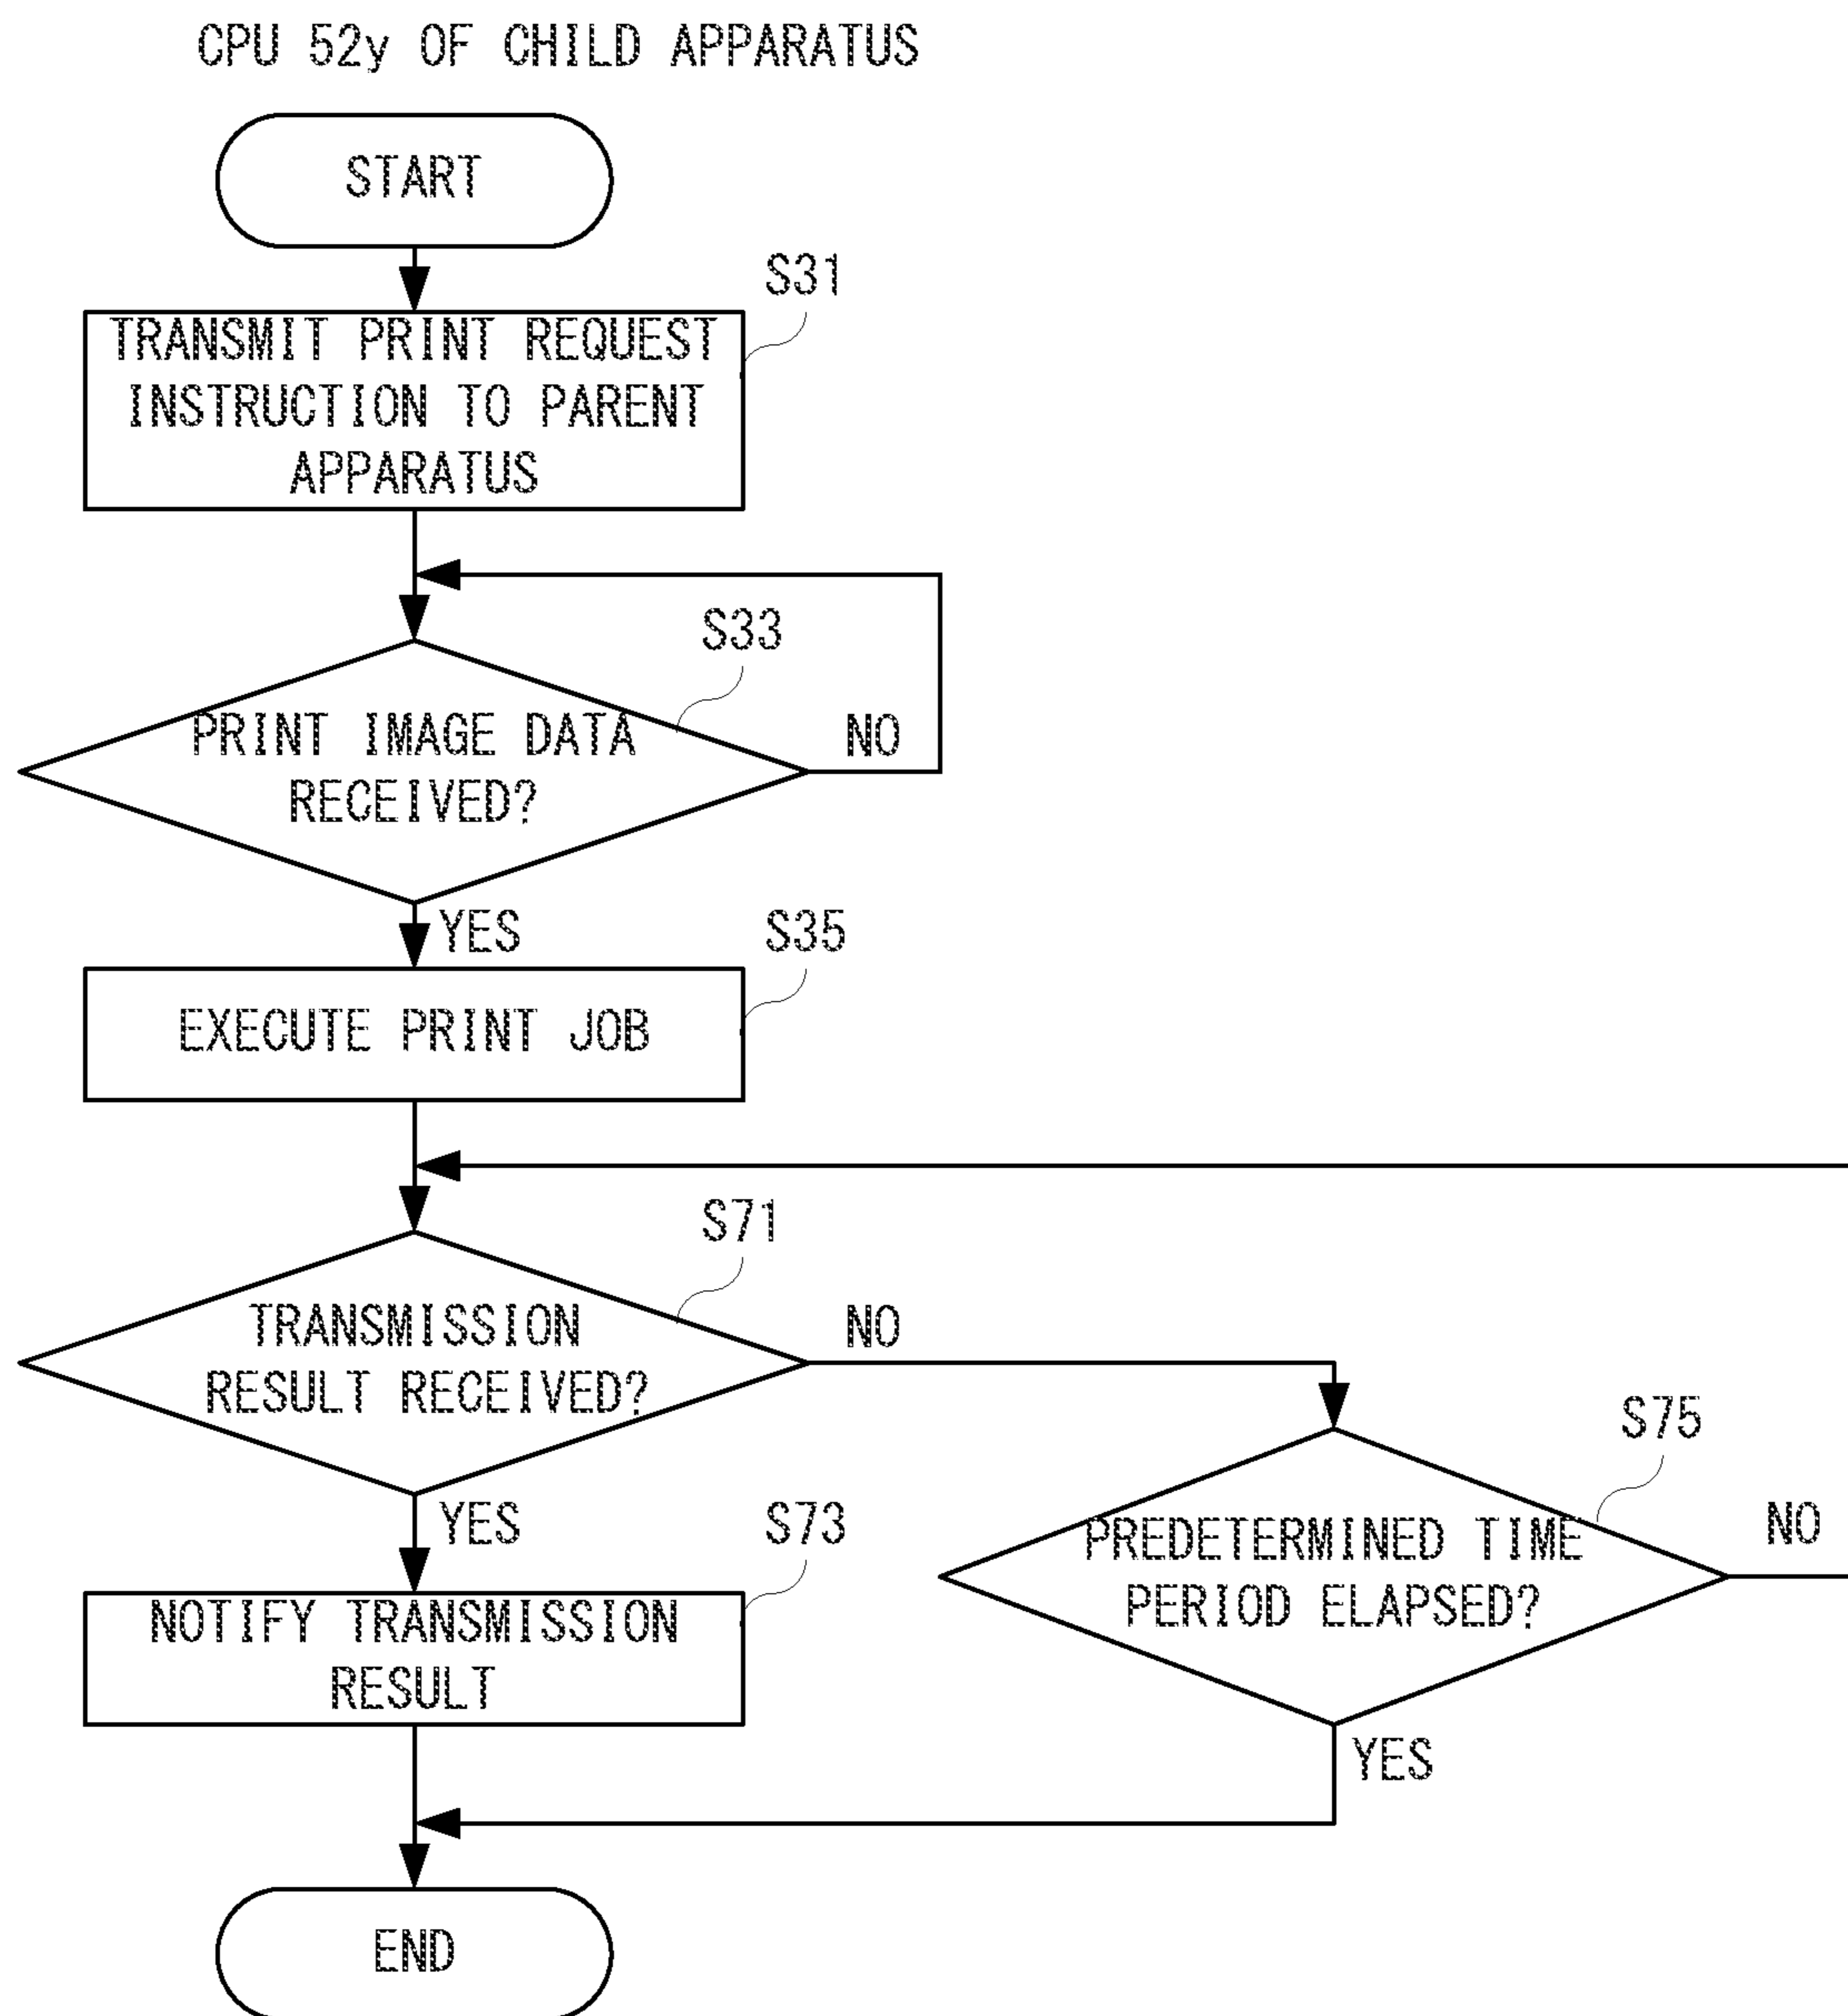 CPU 52y OF CHILD APPARATUS
START
S31
TRANSMIT PRINT REQUEST
INSTRUCTION TO PARENT
APPARATUS
S33
PRINT IMAGE DATA
RECEIVED?
NO
YES
S35
EXECUTE PRINT JOB
S71
TRANSMISSION
RESULT RECEIVED?
NO
S75
PREDETERMINED TIME
PERIOD ELAPSED?
NO
YES
S73
NOTIFY TRANSMISSION
RESULT
YES
END